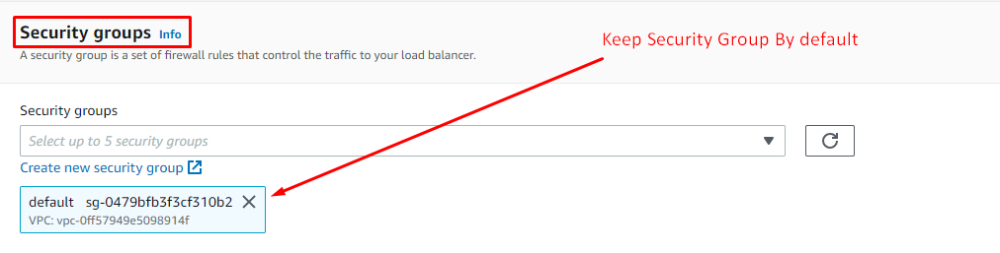 Security groups Info
Keep Security Group By default
A security group is a set of firewall rules that control the traffic to your load balancer.
Security groups
Select up to 5 security groups
Create new security group
default sg-0479bfb3f3cf310b2
VPC: vpc-0ff57949e5098914f